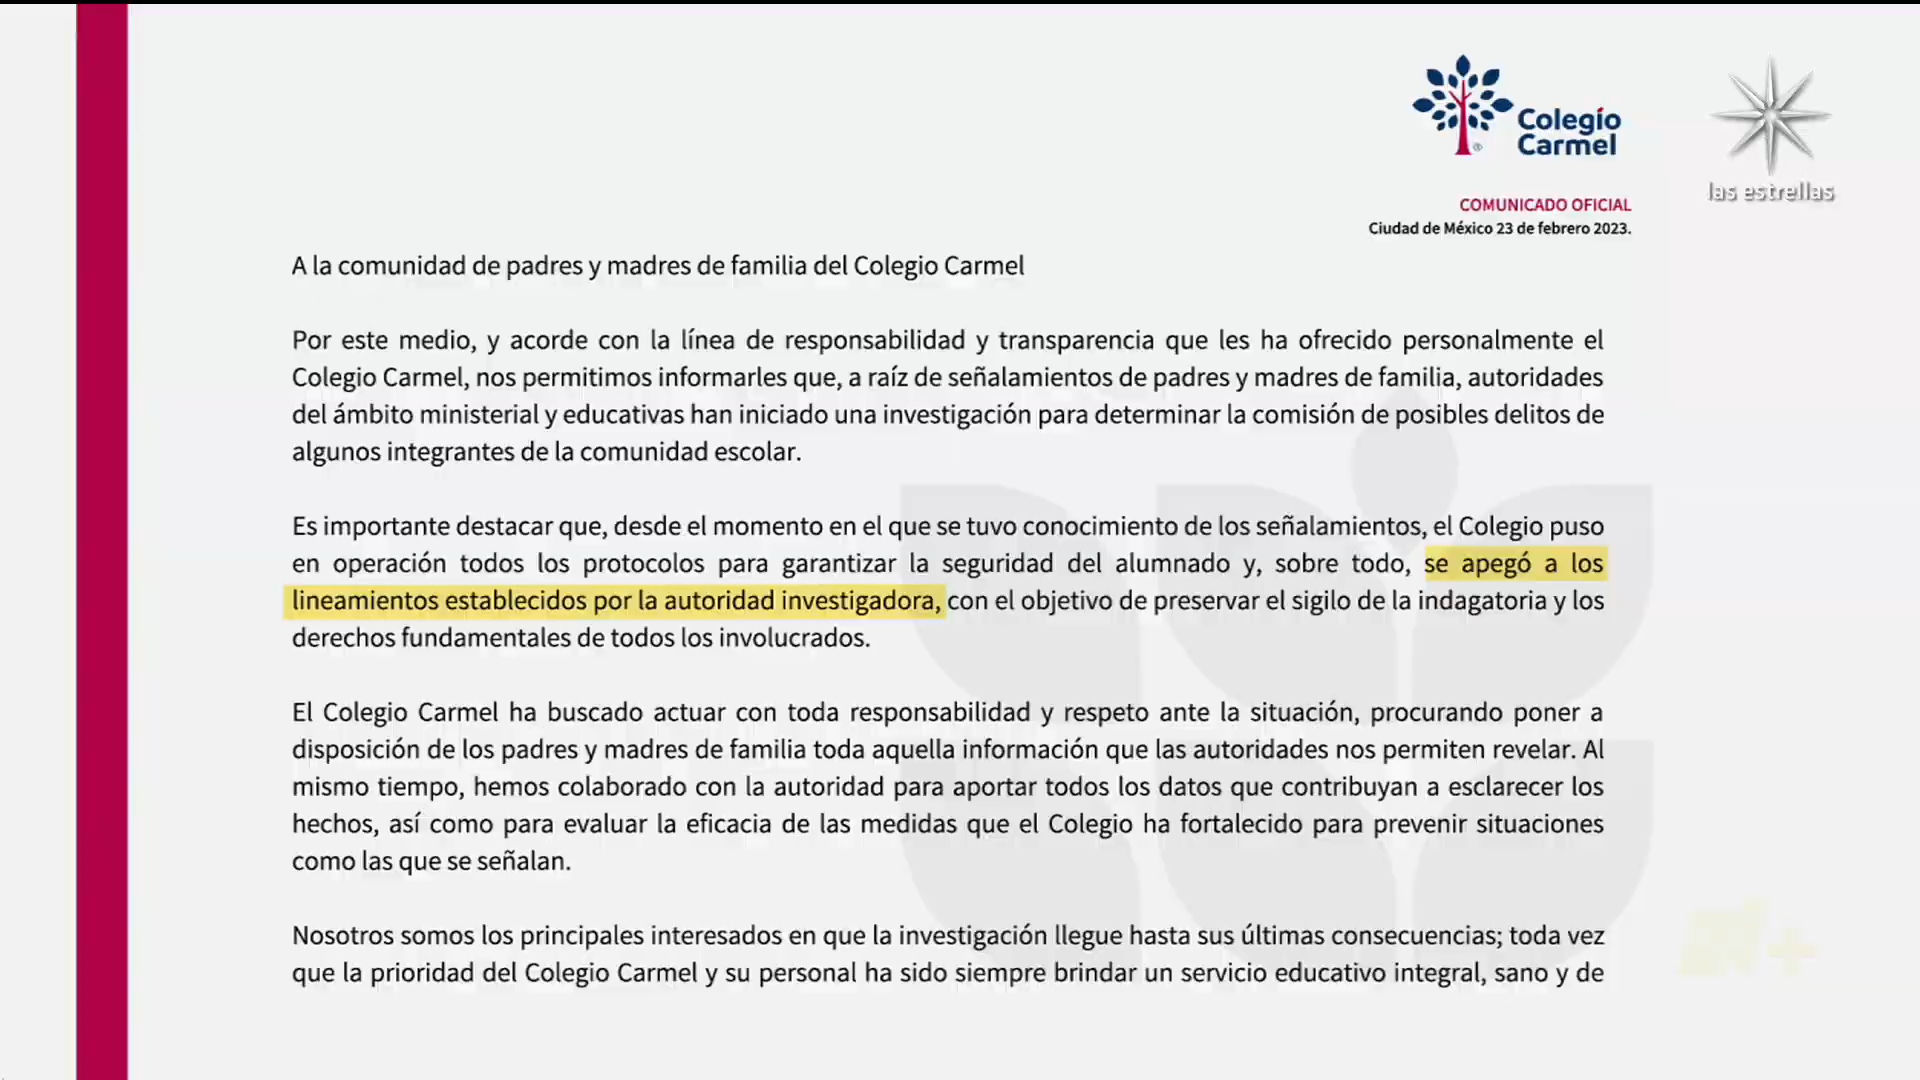 Colegio
Carmel
las estrellas
COMUNICADO OFICIAL
Ciudad de México 23 de febrero 2023.
A la comunidad de padres y madres de familia del Colegio Carmel
Por este medio, y acorde con la línea de responsabilidad y transparencia que les ha ofrecido personalmente el
Colegio Carmel, nos permitimos informarles que, a raíz de señalamientos de padres y madres de familia, autoridades
del ámbito ministerial y educativas han iniciado una investigación para determinar la comisión de posibles delitos de
algunos integrantes de la comunidad escolar.
Es importante destacar que, desde el momento en el que se tuvo conocimiento de los señalamientos, el Colegio puso
en operación todos los protocolos para garantizar la seguridad del alumnado y, sobre todo, se apegó a los
lineamientos establecidos por la autoridad investigadora, con el objetivo de preservar el sigilo de la indagatoria y los
derechos fundamentales de todos los involucrados.
El Colegio Carmel ha buscado actuar con toda responsabilidad y respeto ante la situación, procurando poner a
disposición de los padres y madres de familia toda aquella información que las autoridades nos permiten revelar. Al
mismo tiempo, hemos colaborado con la autoridad para aportar todos los datos que contribuyan a esclarecer los
hechos, así como para evaluar la eficacia de las medidas que el Colegio ha fortalecido para prevenir situaciones
como las que se señalan.
Nosotros somos los principales interesados en que la investigación llegue hasta sus últimas consecuencias; toda vez
que la prioridad del Colegio Carmel y su personal ha sido siempre brindar un servicio educativo integral, sano y de